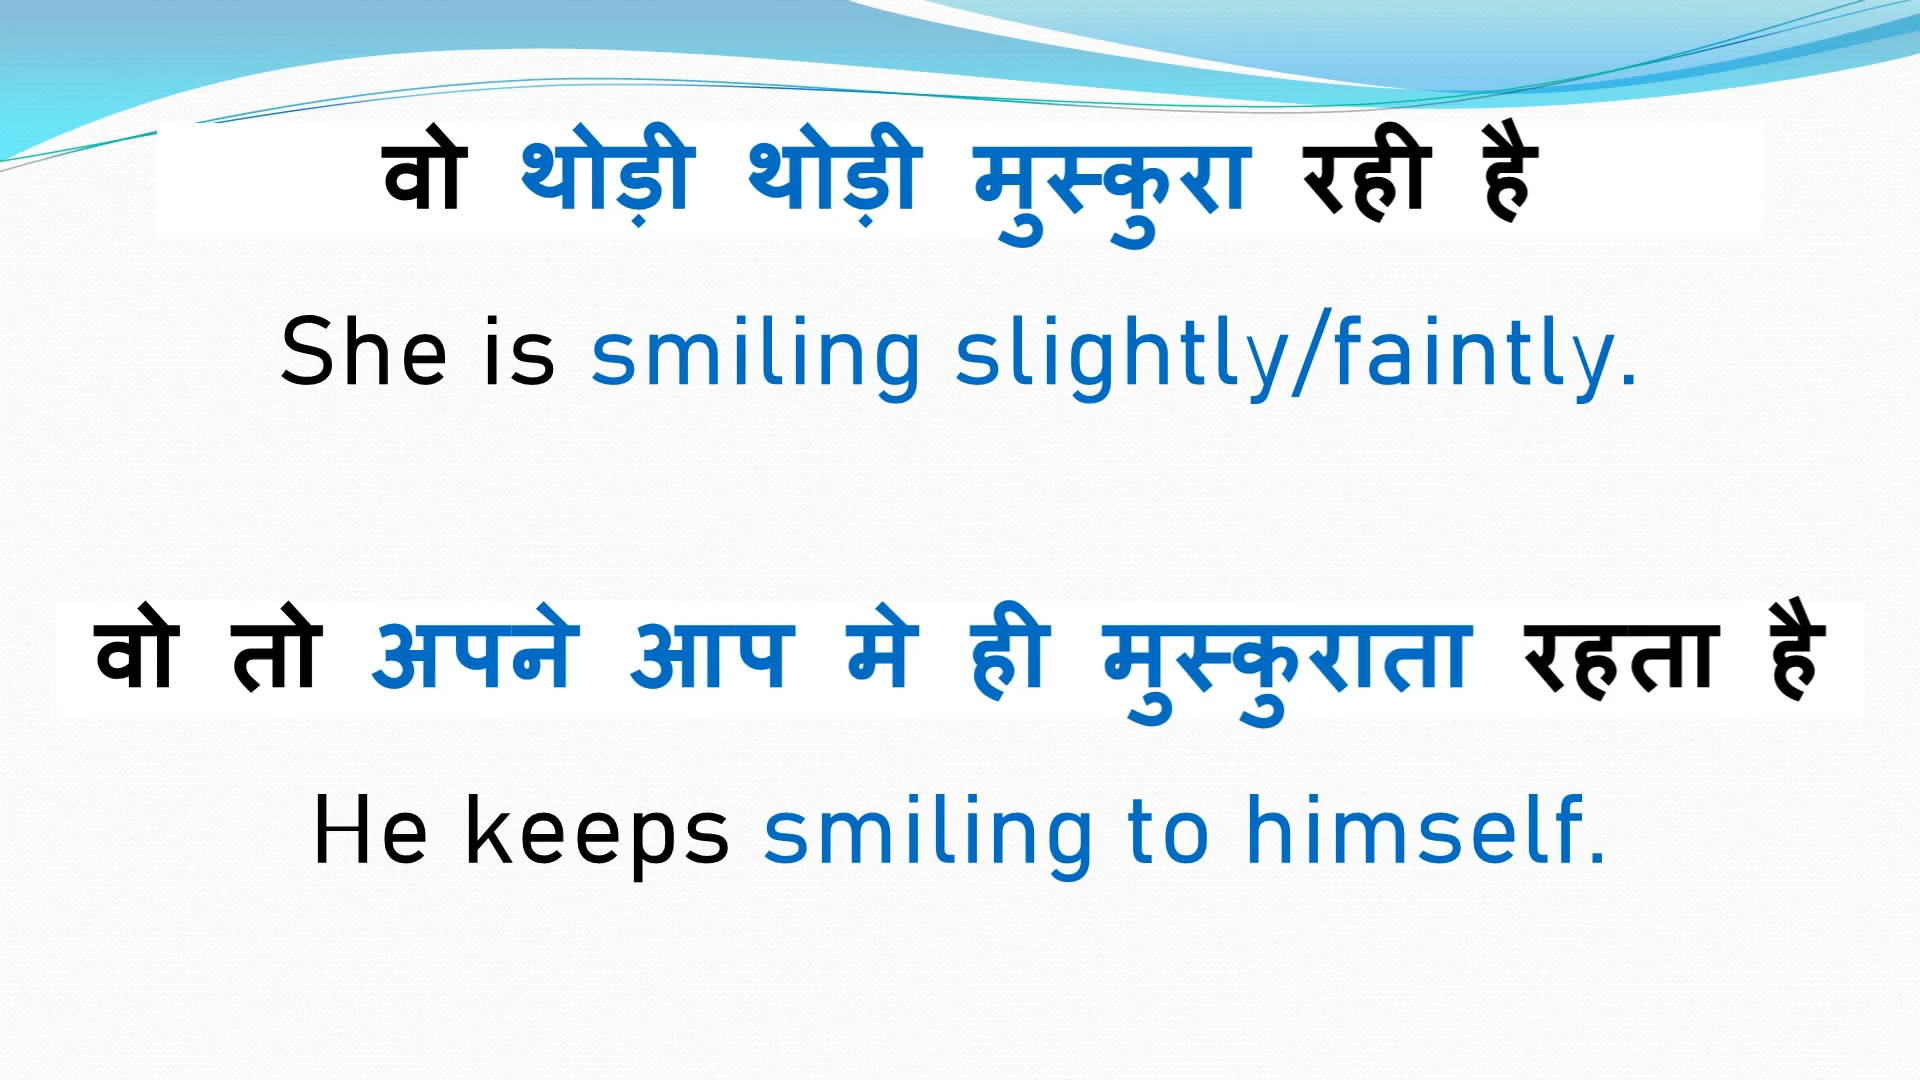 वो थोड़ी थोड़ी मुस्कुरा रही है
She is smiling slightly/faintly.
वो तो अपने आप मे ही मुस्कुराता रहता है
He keeps smiling to himself.